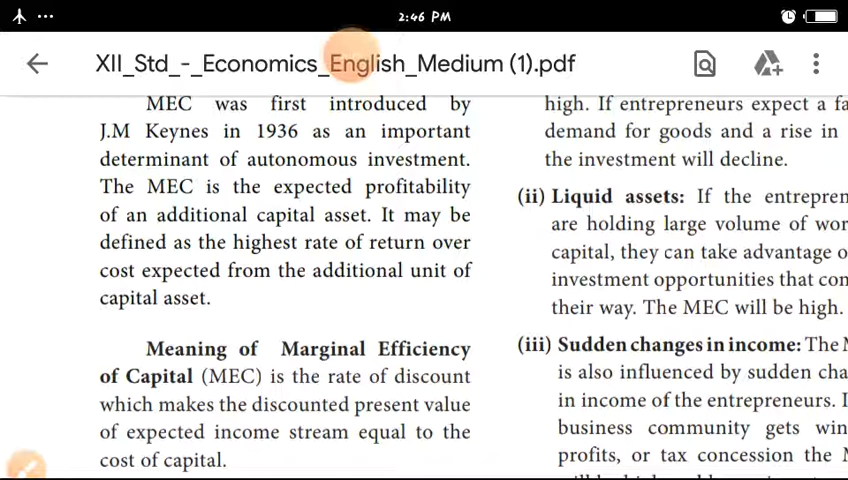 2:46 PM
XII_Std_-_Economics_English_Medium (1).pdf
MEC was first introduced by
J.M Keynes in 1936 as an important
determinant of autonomous investment.
The MEC is the expected profitability
of an additional capital asset. It may be
defined as the highest rate of return over
cost expected from the additional unit of
capital asset.
Meaning of Marginal Efficiency
of Capital (MEC) is the rate of discount
which makes the discounted present value
of expected income stream equal to the
cost of capital.
high. If entrepreneurs expect a fa
demand for goods and a rise in
the investment will decline.
(ii) Liquid assets: If the entrepren
are holding large volume of wor
capital, they can take advantage o
investment opportunities that com
their way. The MEC will be high.
(iii) Sudden changes in income: The M
is also influenced by sudden cha
in income of the entrepreneurs. I
business community gets win
profits, or tax concession the M